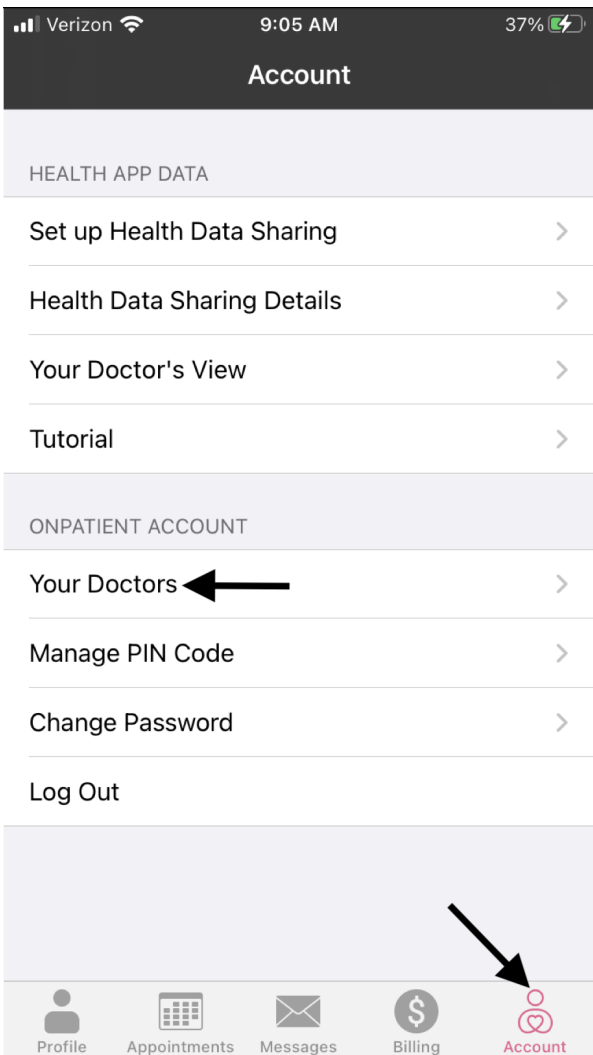 Verizon 9:05 AM 37%
Account
HEALTH APP DATA
Set up Health Data Sharing
Health Data Sharing Details
Your Doctor's View
Tutorial
ONPATIENT ACCOUNT
Your Doctors
Manage PIN Code
Change Password
Log Out
$
Profile Appointments Messages Billing Account